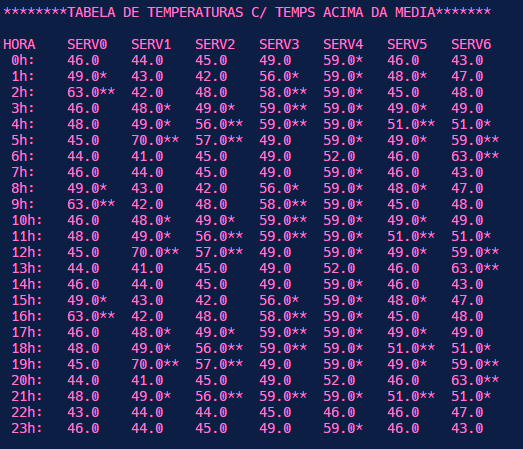 ********TABELA DE TEMPERATURAS C/ TEMPS ACIMA DA MEDIA*******
HORA    SERV0   SERV1   SERV2   SERV3   SERV4   SERV5   SERV6
 0h:    46.0    44.0    45.0    49.0    59.0*   46.0    43.0
 1h:    49.0*   43.0    42.0    56.0*   59.0*   48.0*   47.0
 2h:    63.0**  42.0    48.0    58.0**  59.0*   45.0    48.0
 3h:    46.0    48.0*   49.0*   59.0**  59.0*   49.0*   49.0
 4h:    48.0    49.0*   56.0**  59.0**  59.0*   51.0**  51.0*
 5h:    45.0    70.0**  57.0**  49.0    59.0*   49.0*   59.0**
 6h:    44.0    41.0    45.0    49.0    52.0    46.0    63.0**
 7h:    46.0    44.0    45.0    49.0    59.0*   46.0    43.0
 8h:    49.0*   43.0    42.0    56.0*   59.0*   48.0*   47.0
 9h:    63.0**  42.0    48.0    58.0**  59.0*   45.0    48.0
 10h:   46.0    48.0*   49.0*   59.0**  59.0*   49.0*   49.0
 11h:   48.0    49.0*   56.0**  59.0**  59.0*   51.0**  51.0*
 12h:   45.0    70.0**  57.0**  49.0    59.0*   49.0*   59.0**
 13h:   44.0    41.0    45.0    49.0    52.0    46.0    63.0**
 14h:   46.0    44.0    45.0    49.0    59.0*   46.0    43.0
 15h:   49.0*   43.0    42.0    56.0*   59.0*   48.0*   47.0
 16h:   63.0**  42.0    48.0    58.0**  59.0*   45.0    48.0
 17h:   46.0    48.0*   49.0*   59.0**  59.0*   49.0*   49.0
 18h:   48.0    49.0*   56.0**  59.0**  59.0*   51.0**  51.0*
 19h:   45.0    70.0**  57.0**  49.0    59.0*   49.0*   59.0**
 20h:   44.0    41.0    45.0    49.0    52.0    46.0    63.0**
 21h:   48.0    49.0*   56.0**  59.0**  59.0*   51.0**  51.0*
 22h:   43.0    44.0    44.0    45.0    46.0    46.0    47.0
 23h:   46.0    44.0    45.0    49.0    59.0*   46.0    43.0